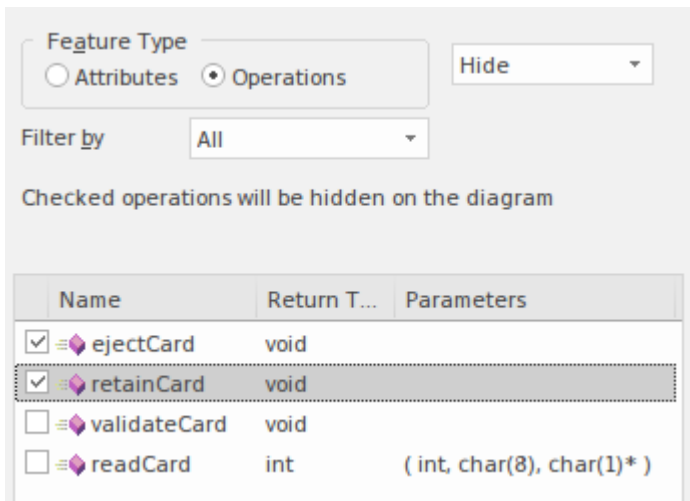 Feature Type
Attributes Operations Hide
Filter by All
Checked operations will be hidden on the diagram
Name Return T... Parameters
ejectCard void
retainCard void
validateCard void
readCard int ( int, char(8), char(1)* )